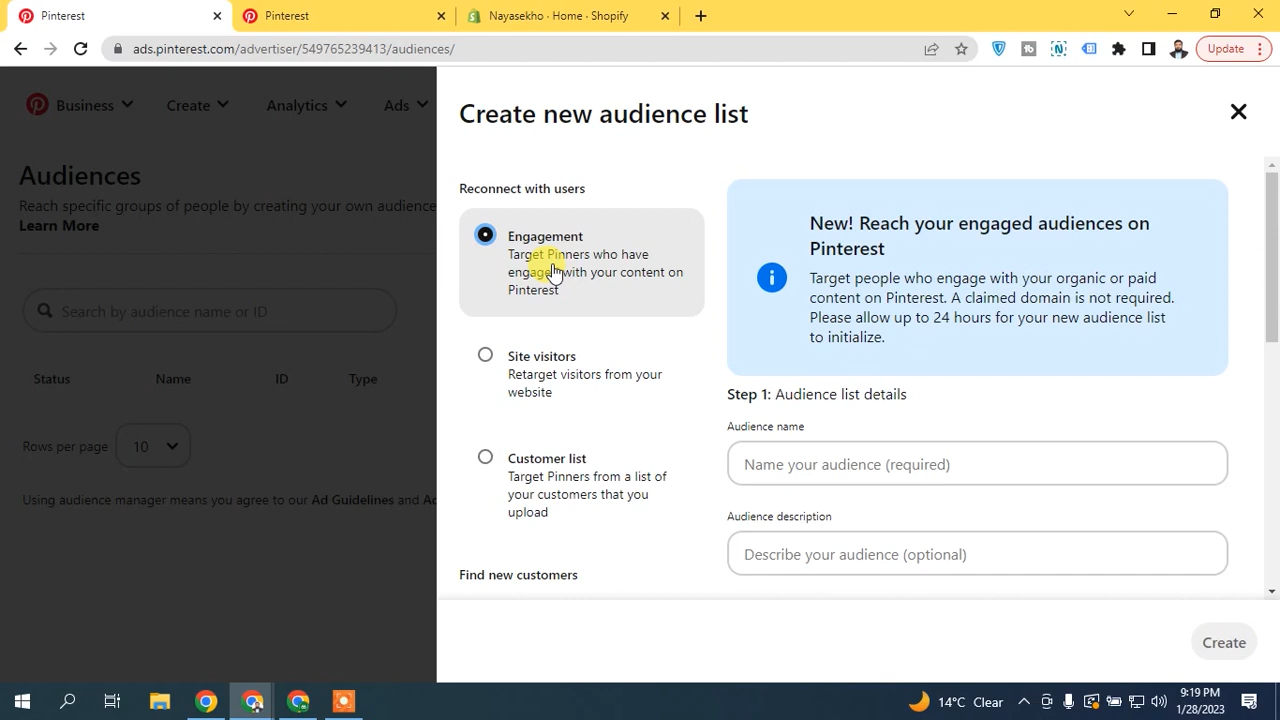 Pinterest
Pinterest
Nayasekho · Home · Shopify
ads.pinterest.com/advertiser/549765239413/audiences/
Update
Business
Create
Analytics
Ads
Create new audience list
Audiences
Reach specific groups of people by creating your own audience
Learn More
Search by audience name or ID
Status
Name
ID
Type
Rows per page
10
Using audience manager means you agree to our Ad Guidelines and Ad
Reconnect with users
Engagement
Target Pinners who have
engaged with your content on
Pinterest
Site visitors
Retarget visitors from your
website
Customer list
Target Pinners from a list of
your customers that you
upload
Find new customers
New! Reach your engaged audiences on
Pinterest
Target people who engage with your organic or paid
content on Pinterest. A claimed domain is not required.
Please allow up to 24 hours for your new audience list
to initialize.
Step 1: Audience list details
Audience name
Name your audience (required)
Audience description
Describe your audience (optional)
Create
14°C Clear
9:19 PM
1/28/2023